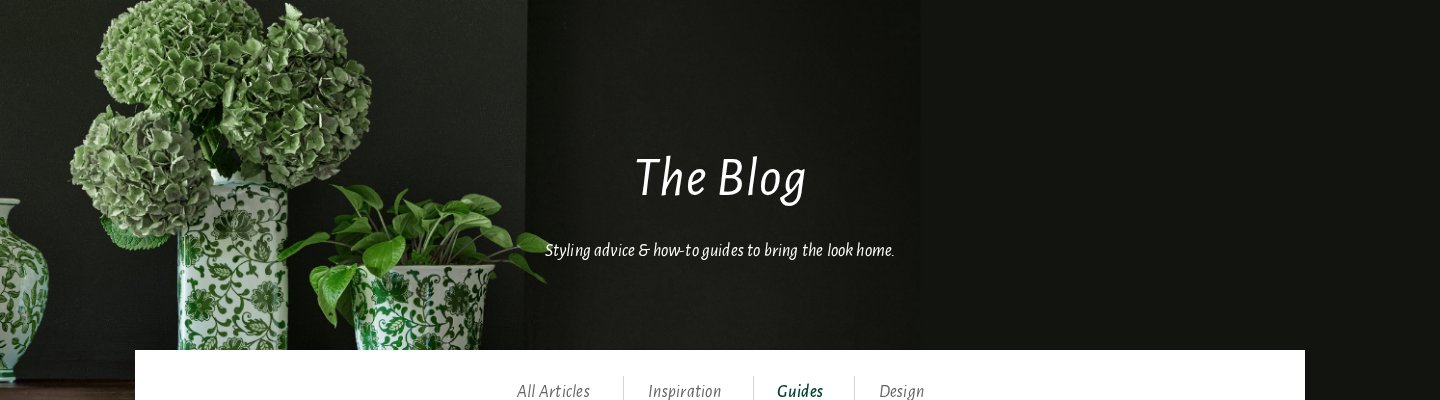 The Blog
Styling advice & how-to guides to bring the look home.
All Articles
Inspiration
Guides
Design